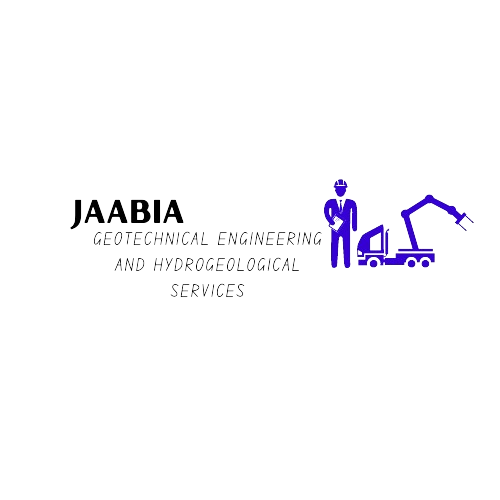 JAABIA
GEOTECHNICAL ENGINEERING
AND HYDROGEOLOGICAL
SERVICES